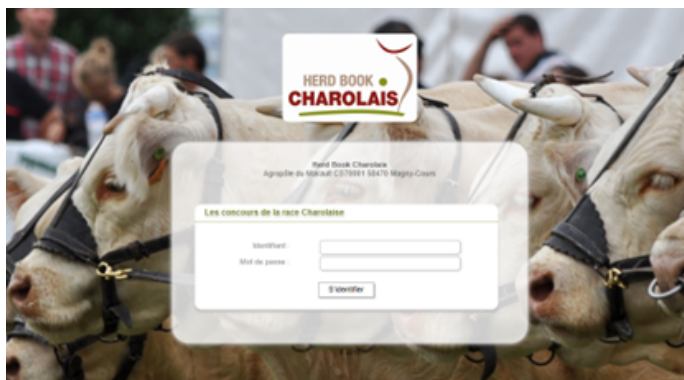 HERD BOOK
CHAROLAIS
Herd Book Charolais
Agropôle du Marault CS70001 58470 Magny-Cours
Les concours de la race Charolaise
Identifiant :
Mot de passe :
S'identifier